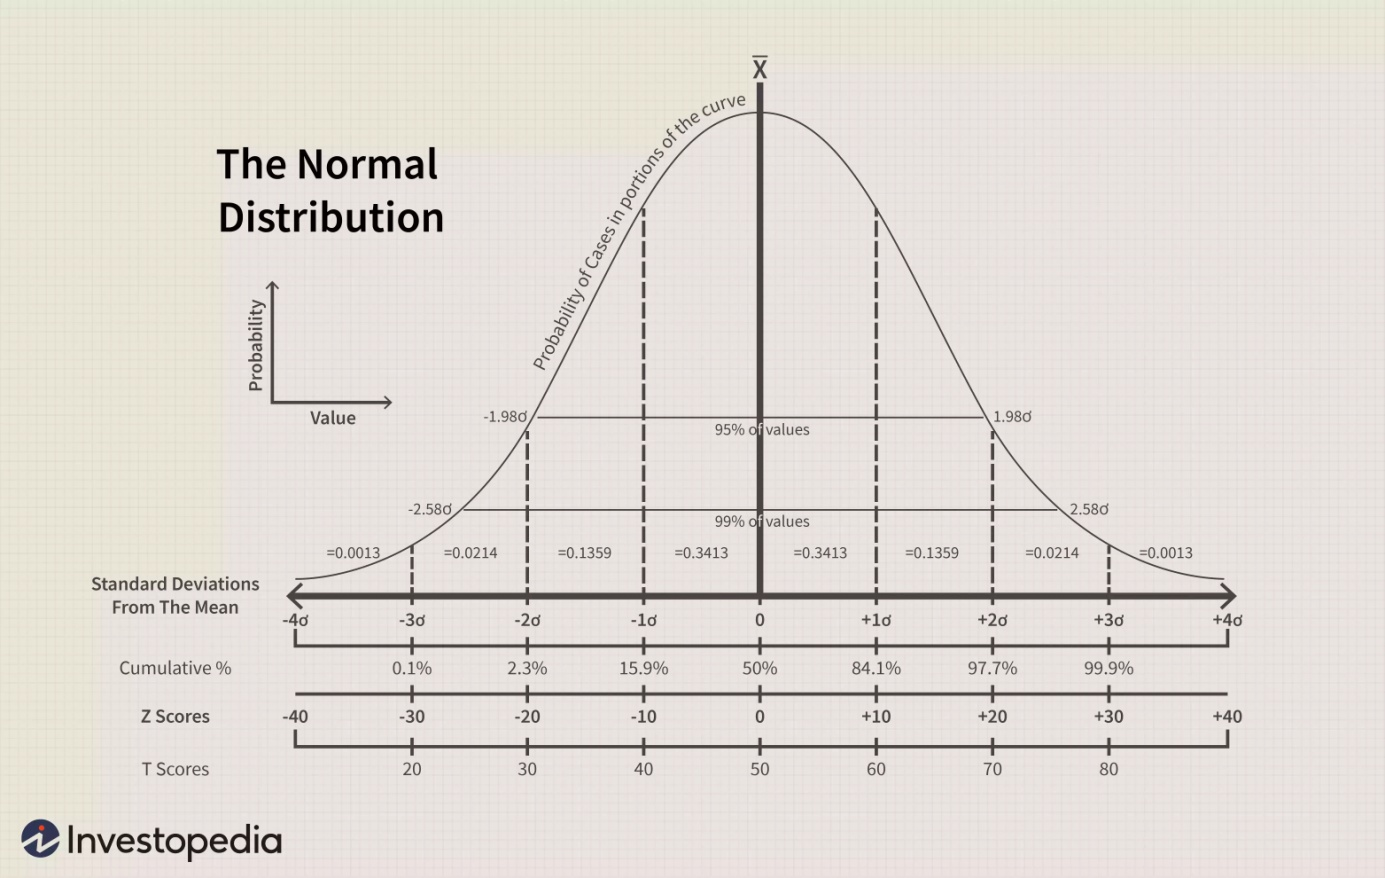 X̅
Probability of Cases in portions of the curve
The Normal
Distribution
Probability
Value
-1.98σ
1.98σ
95% of values
-2.58σ
2.58σ
99% of values
=0.0013 =0.0214 =0.1359 =0.3413 =0.3413 =0.1359 =0.0214 =0.0013
Standard Deviations
From The Mean
-4σ -3σ -2σ -1σ 0 +1σ +2σ +3σ +4σ
Cumulative % 0.1% 2.3% 15.9% 50% 84.1% 97.7% 99.9%
Z Scores -40 -30 -20 -10 0 +10 +20 +30 +40
T Scores 20 30 40 50 60 70 80
Investopedia